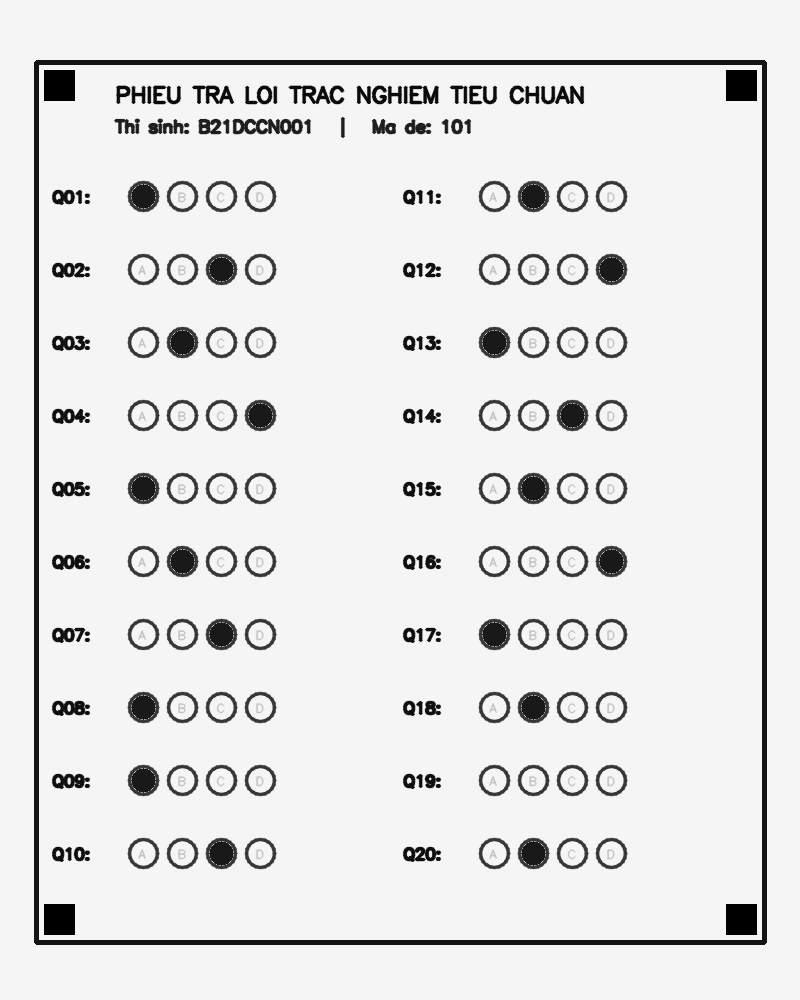 PHIEU TRA LOI TRAC NGHIEM TIEU CHUAN
Thi sinh: B21DCCN001 | Ma de: 101
Q01: B C D
Q02: A B D
Q03: A C D
Q04: A B C
Q05: B C D
Q06: A C D
Q07: A B D
Q08: B C D
Q09: B C D
Q10: A B D
Q11: A C D
Q12: A B C
Q13: B C D
Q14: A B D
Q15: A C D
Q16: A B C
Q17: B C D
Q18: A C D
Q19: A B C D
Q20: A C D